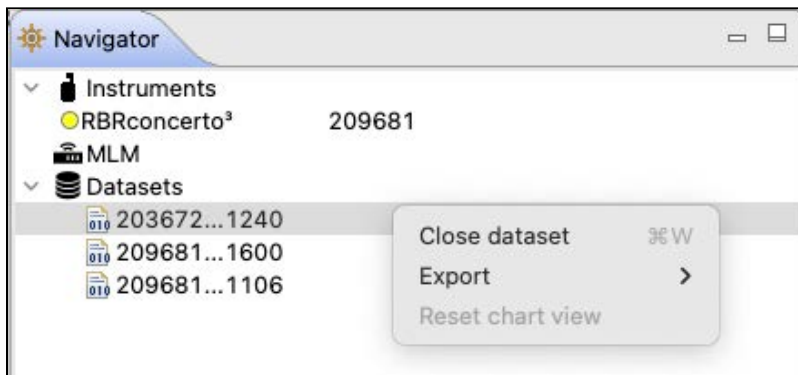 Navigator
Instruments
RBRconcerto³ 209681
MLM
Datasets
203672...1240
209681...1600
209681...1106
Close dataset ⌘W
Export
Reset chart view